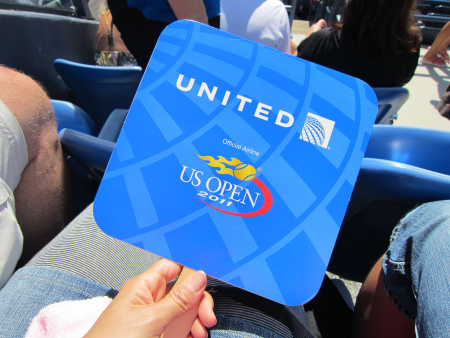 UNITED
Official Airline
US OPEN
2011